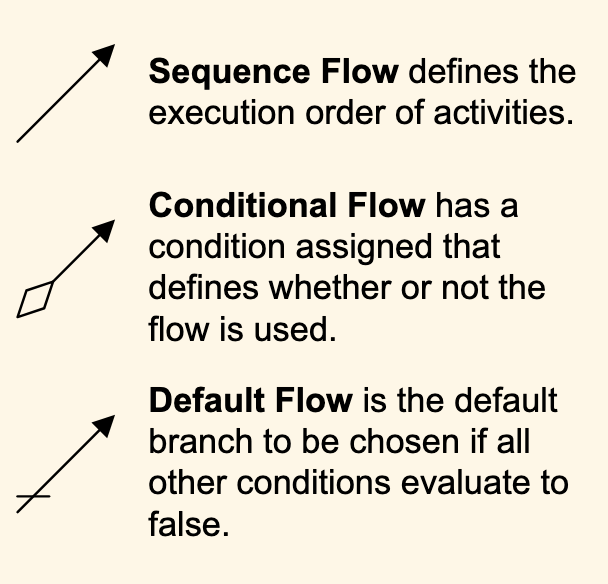 Sequence Flow defines the
execution order of activities.
Conditional Flow has a
condition assigned that
defines whether or not the
flow is used.
Default Flow is the default
branch to be chosen if all
other conditions evaluate to
false.